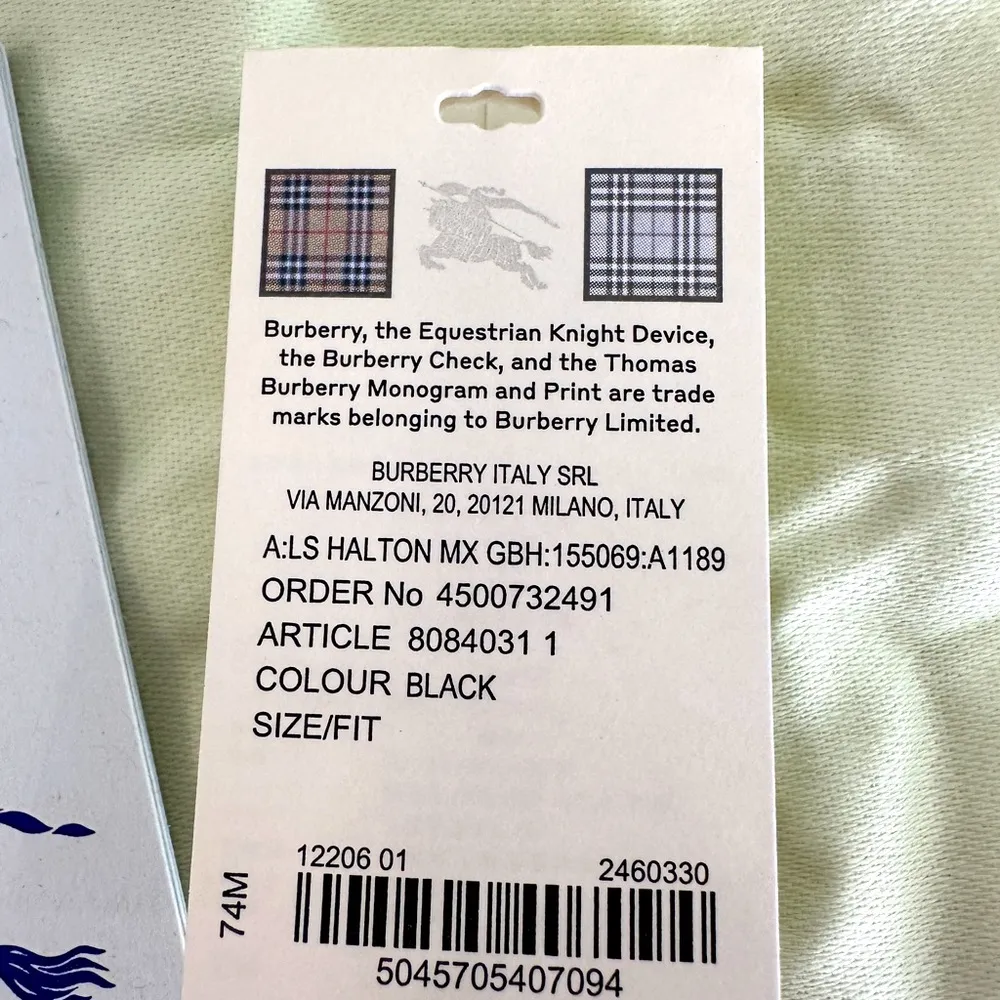 Burberry, the Equestrian Knight Device,
the Burberry Check, and the Thomas
Burberry Monogram and Print are trade
marks belonging to Burberry Limited.
BURBERRY ITALY SRL
VIA MANZONI, 20, 20121 MILANO, ITALY
A:LS HALTON MX GBH:155069:A1189
ORDER No 4500732491
ARTICLE 8084031 1
COLOUR BLACK
SIZE/FIT
12206 01 2460330
74M
5045705407094